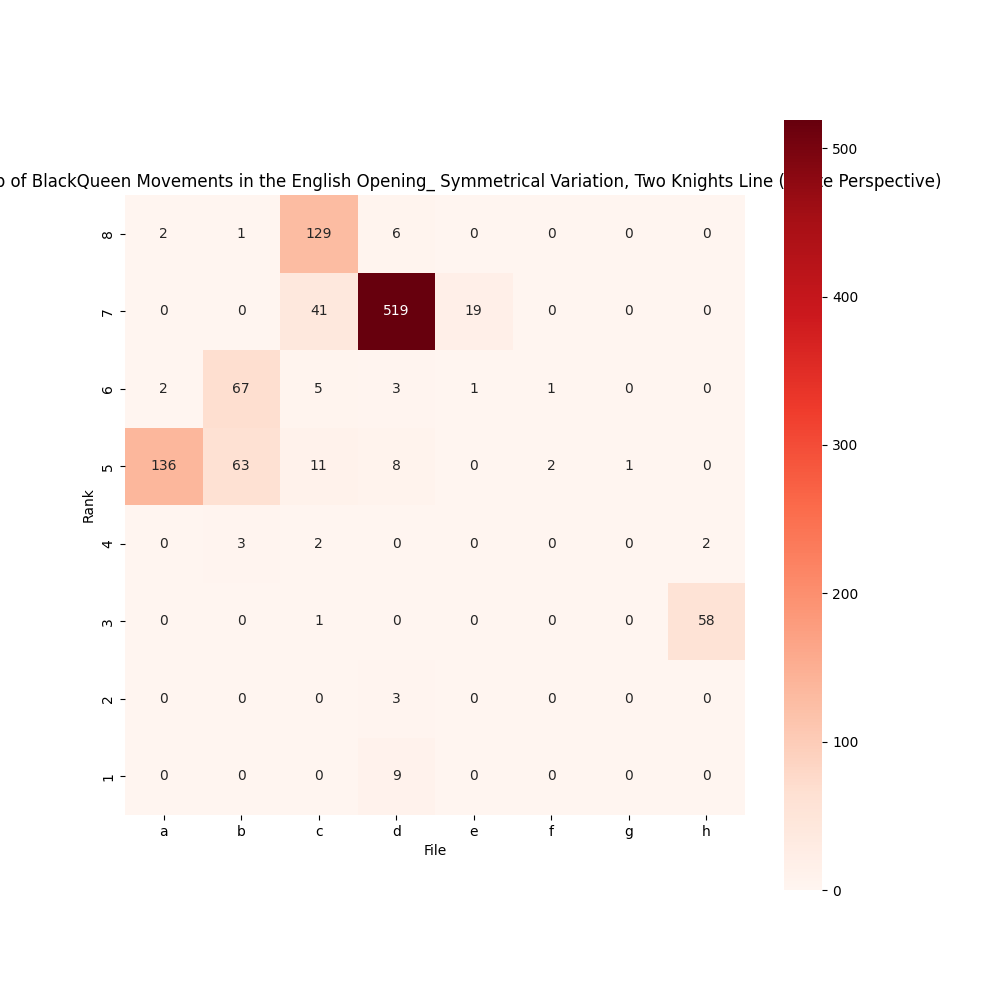 of BlackQueen Movements in the English Opening_ Symmetrical Variation, Two Knights Line ( Perspective)
500
400
300
200
100
0
Rank
8 2 1 129 6 0 0 0 0
7 0 0 41 519 19 0 0 0
6 2 67 5 3 1 1 0 0
5 136 63 11 8 0 2 1 0
4 0 3 2 0 0 0 0 2
3 0 0 1 0 0 0 0 58
2 0 0 0 3 0 0 0 0
1 0 0 0 9 0 0 0 0
a b c d e f g h
File